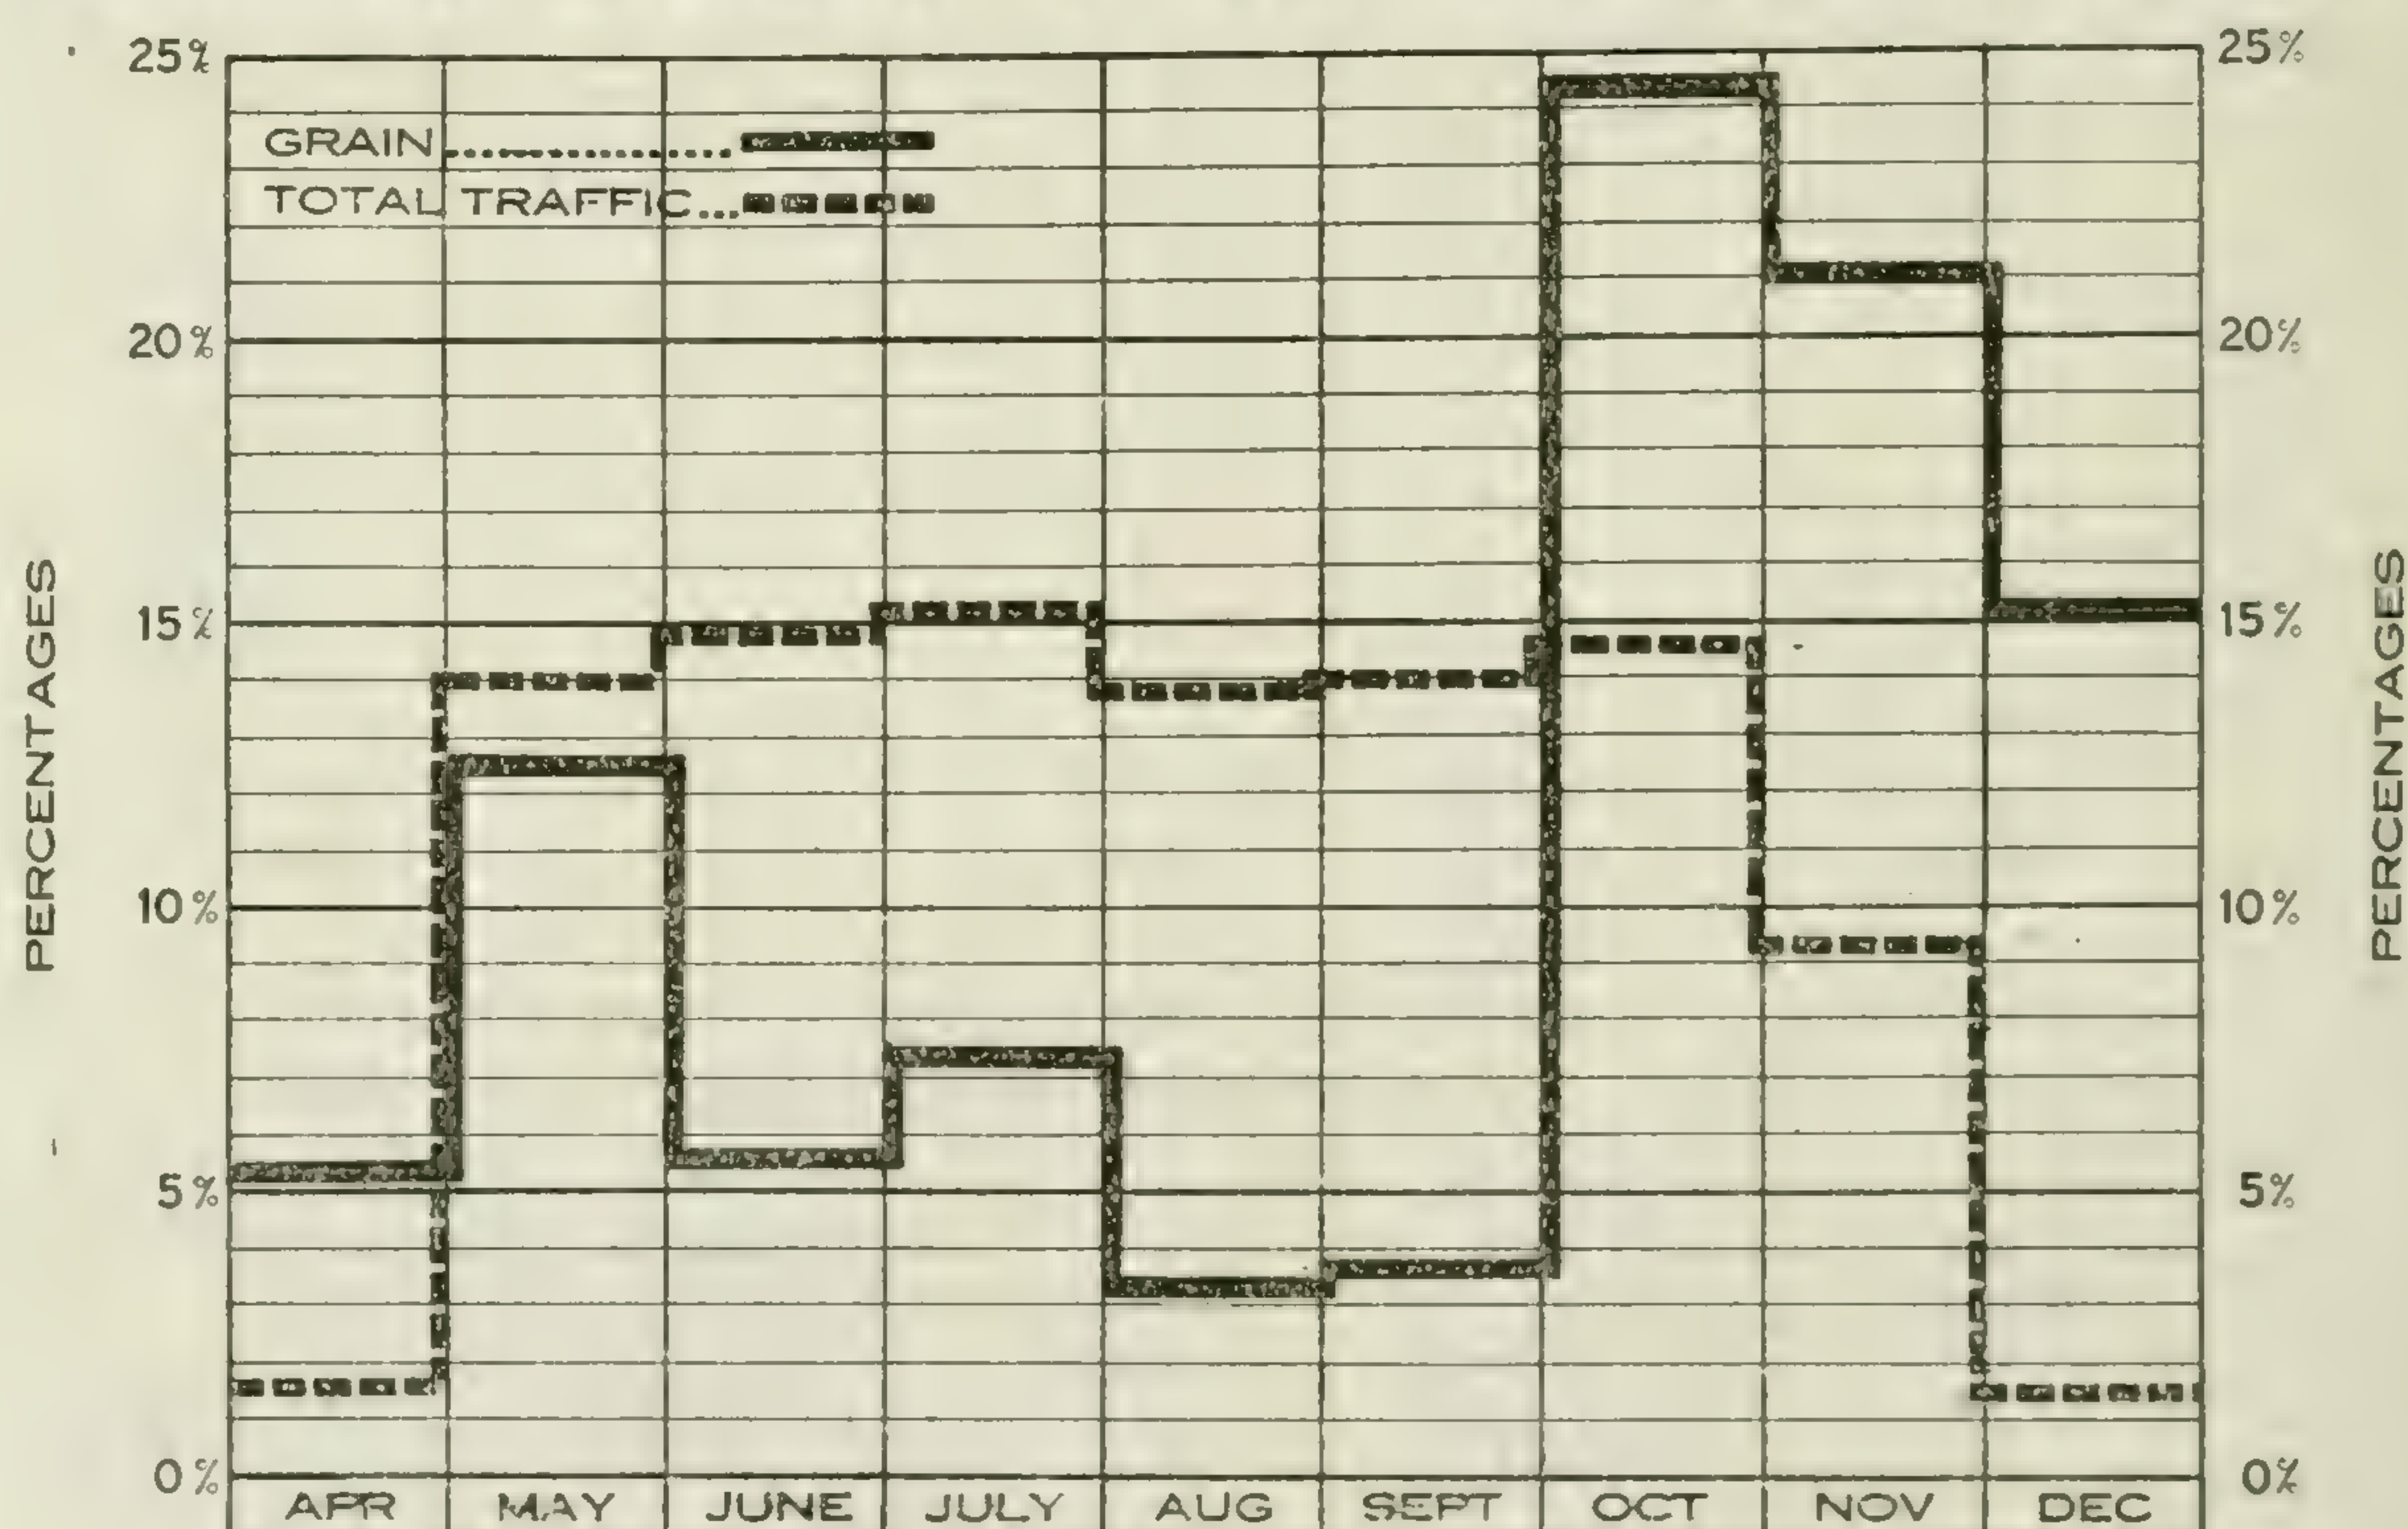 25% 25%
GRAIN
TOTAL TRAFFIC
20% 20%
15% 15%
PERCENTAGES PERCENTAGES
10% 10%
5% 5%
0% 0%
APR MAY JUNE JULY AUG SEPT OCT NOV DEC